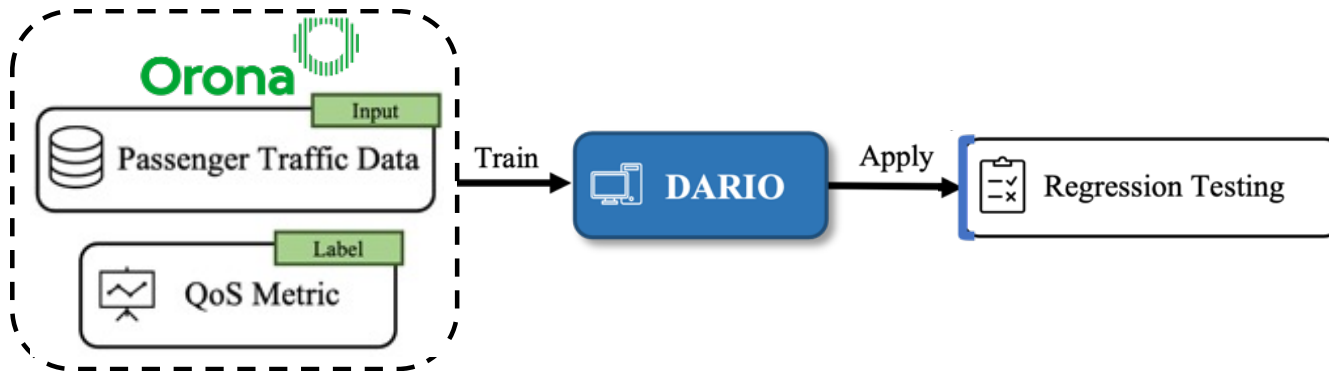 Orona
Input
Passenger Traffic Data
Label
QoS Metric
Train
DARIO
Apply
Regression Testing